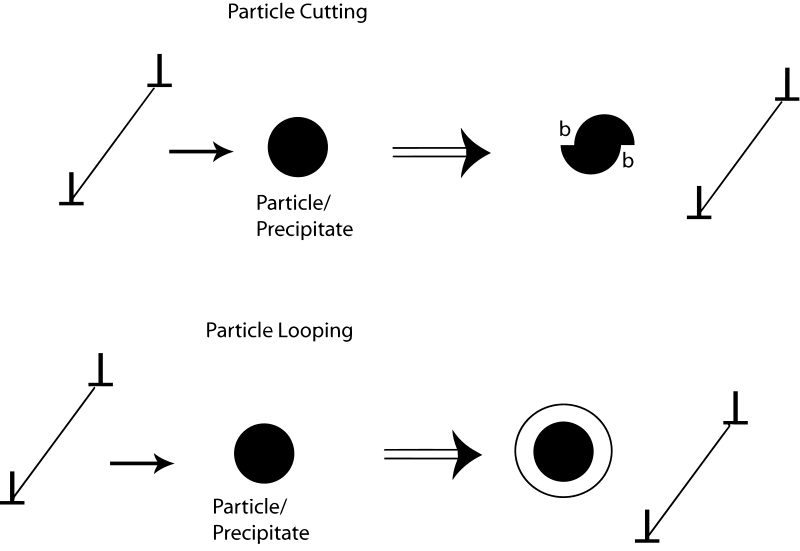 Particle Cutting
b
b
Particle/
Precipitate
Particle Looping
Particle/
Precipitate